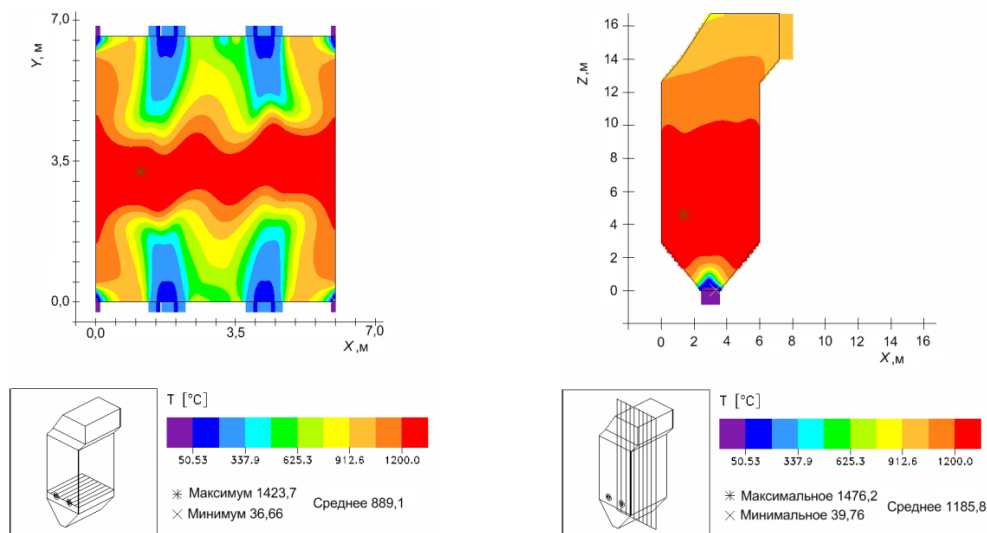 7,0
Y, м
3,5
0,0
0,0
3,5
7,0
X ,м
T [°C]
50.53 337.9 625.3 912.6 1200.0
Максимум 1423,7
Среднее 889,1
Минимум 36,66
16
Z,м
14
12
10
8
6
4
2
0
0 2 4 6 8 10 12 14 16
X,м
T [°C]
50.53 337.9 625.3 912.6 1200.0
Максимальное 1476,2
Среднее 1185,8
Минимальное 39,76